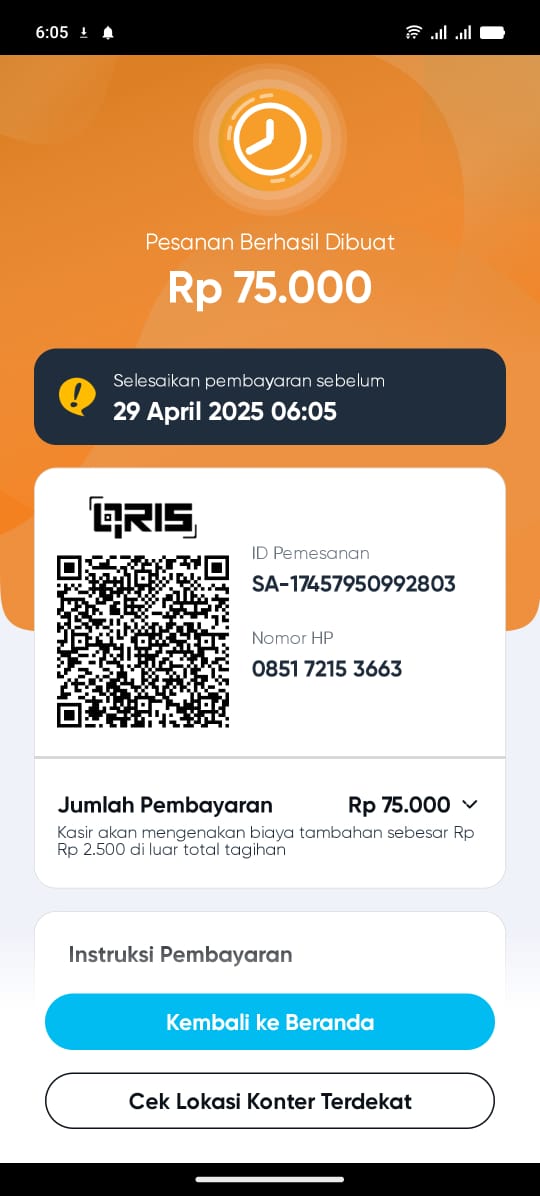 6:05
Pesanan Berhasil Dibuat
Rp 75.000
Selesaikan pembayaran sebelum
29 April 2025 06:05
QRIS
ID Pemesanan
SA-17457950992803
Nomor HP
0851 7215 3663
Jumlah Pembayaran Rp 75.000
Kasir akan mengenakan biaya tambahan sebesar Rp
Rp 2.500 di luar total tagihan
Instruksi Pembayaran
Kembali ke Beranda
Cek Lokasi Konter Terdekat